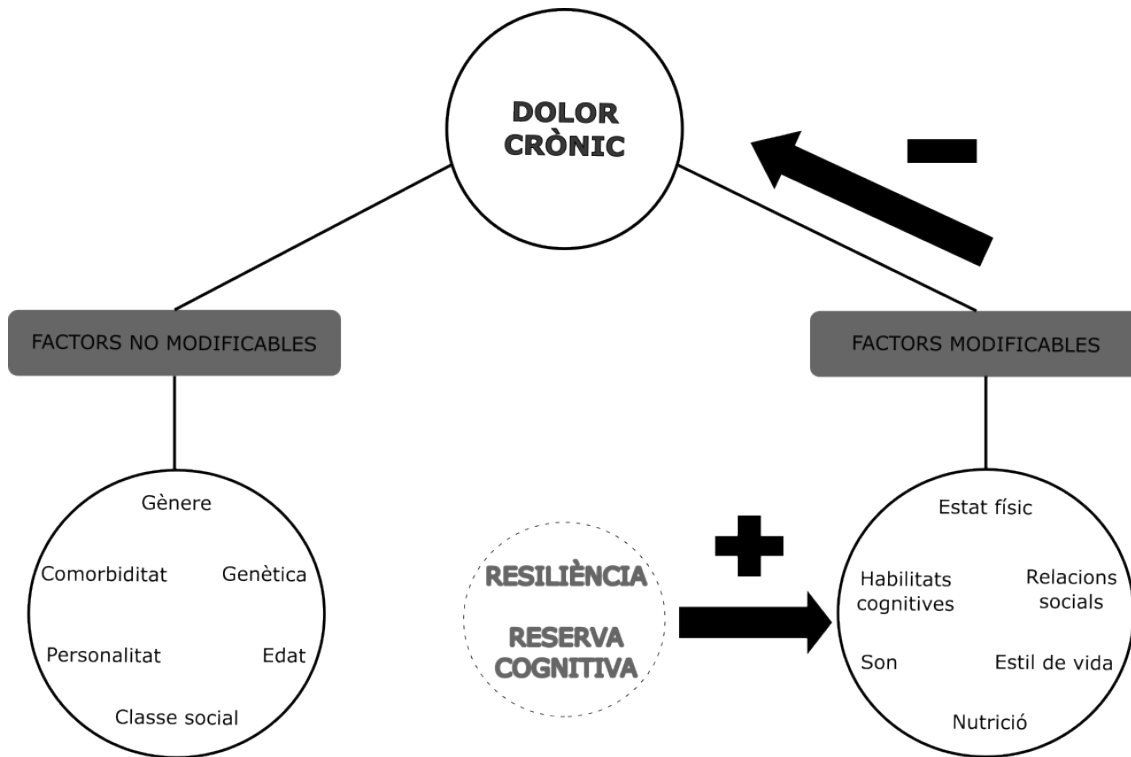 DOLOR
CRÒNIC
FACTORS NO MODIFICABLES
FACTORS MODIFICABLES
Gènere
Comorbiditat
Genètica
Personalitat
Edat
Classe social
RESILIÈNCIA
RESERVA
COGNITIVA
Estat físic
Habilitats
cognitives
Relacions
socials
Son
Estil de vida
Nutrició